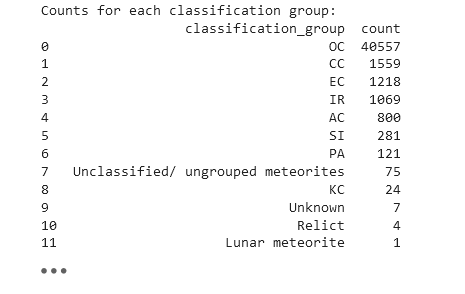 Counts for each classification group:
classification_group count
0 OC 40557
1 CC 1559
2 EC 1218
3 IR 1069
4 AC 800
5 SI 281
6 PA 121
7 Unclassified/ ungrouped meteorites 75
8 KC 24
9 Unknown 7
10 Relict 4
11 Lunar meteorite 1